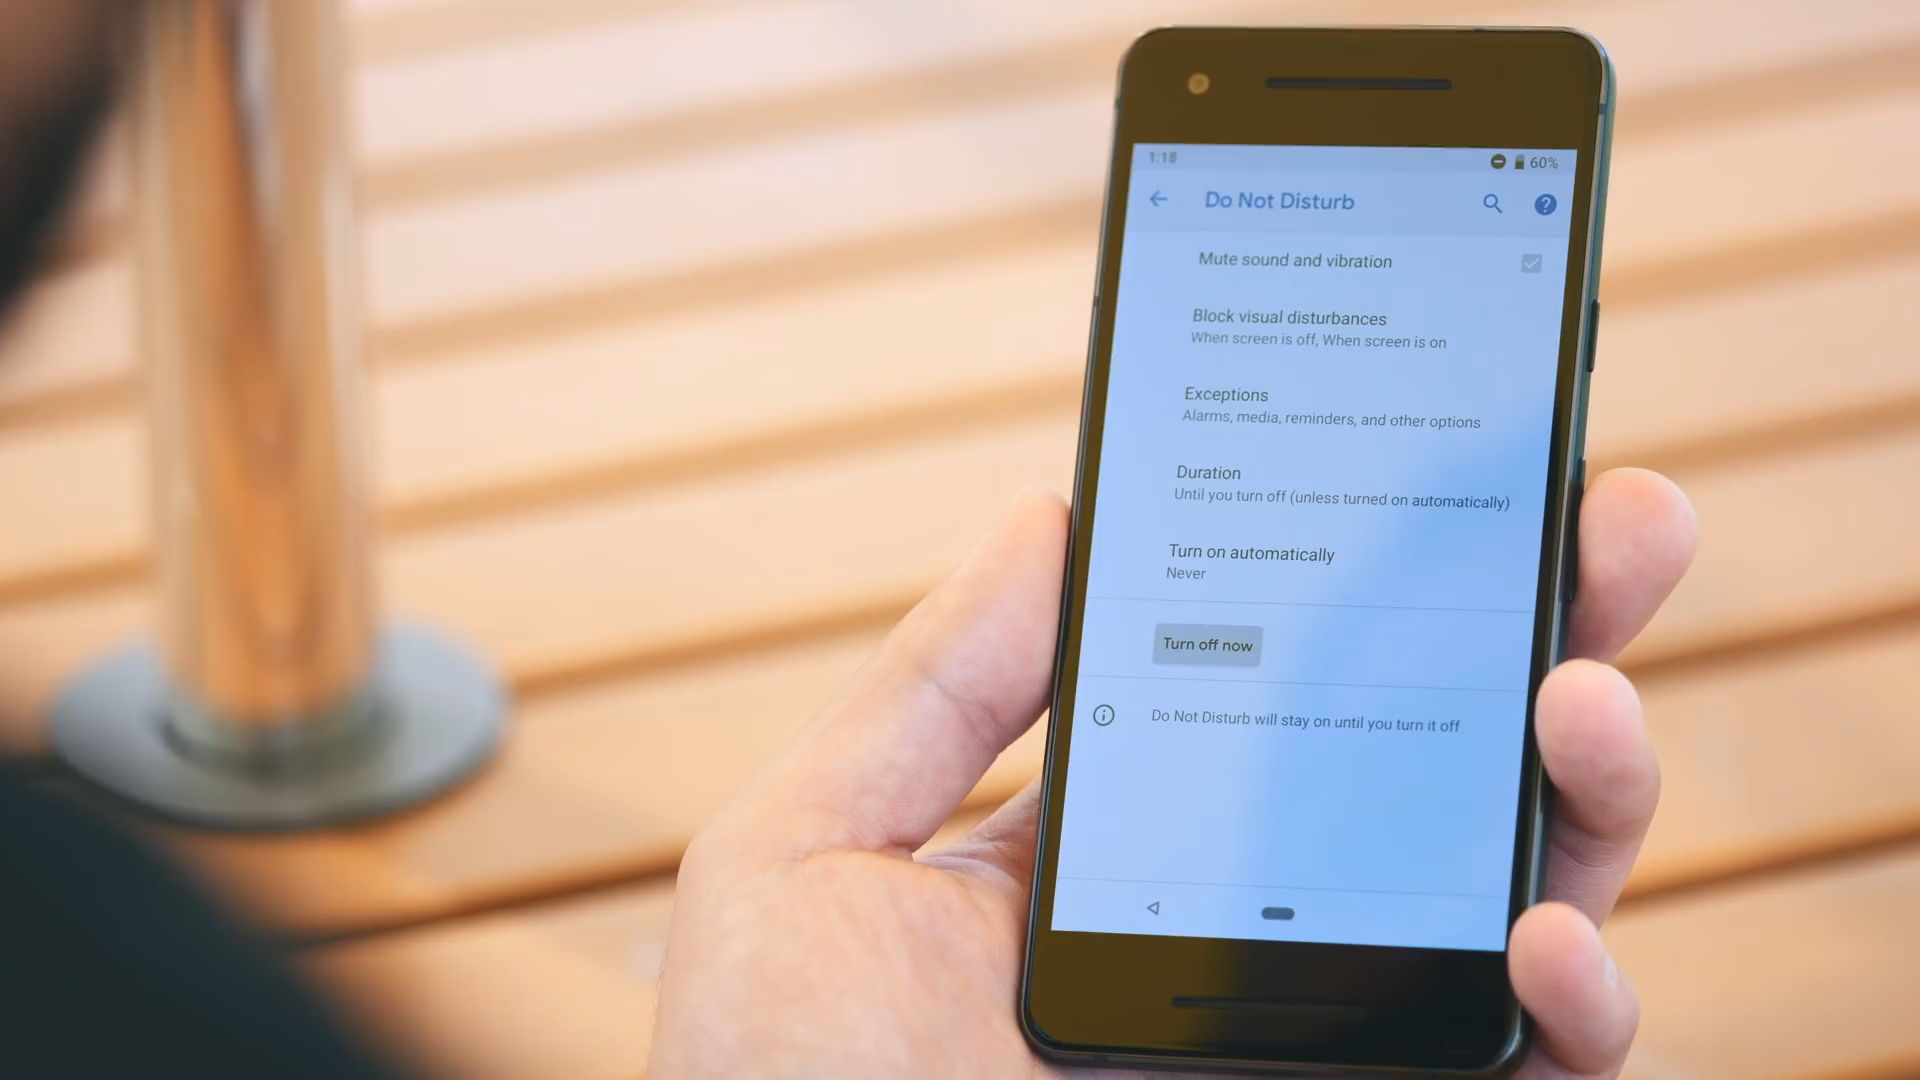 1:18
60%
Do Not Disturb
Mute sound and vibration
Block visual disturbances
When screen is off, When screen is on
Exceptions
Alarms, media, reminders, and other options
Duration
Until you turn off (unless turned on automatically)
Turn on automatically
Never
Turn off now
Do Not Disturb will stay on until you turn it off